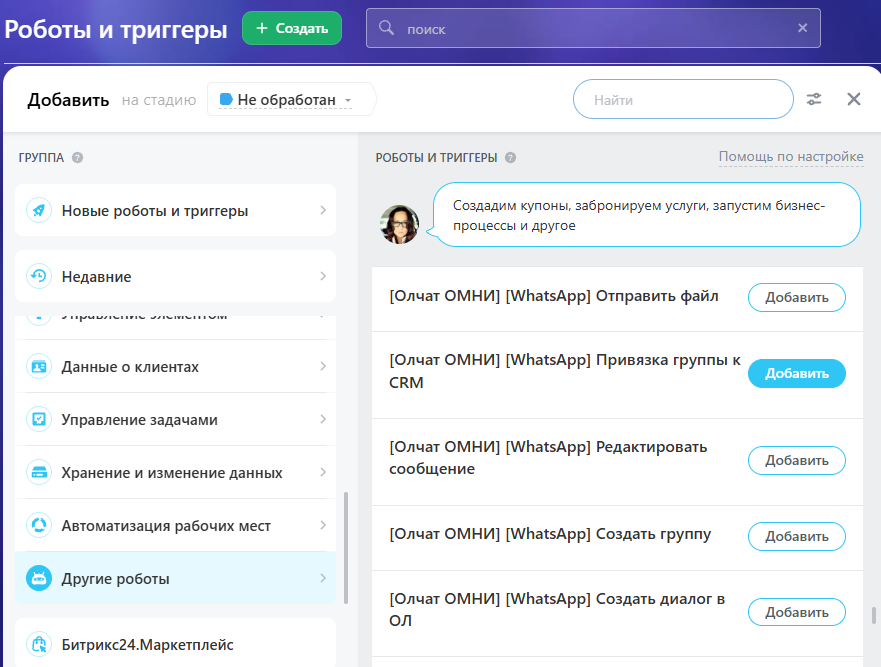 Роботы и триггеры
+ Создать
поиск
Добавить на стадию Не обработан
Найти
ГРУППА
Новые роботы и триггеры
Недавние
Управление элементом
Данные о клиентах
Управление задачами
Хранение и изменение данных
Автоматизация рабочих мест
Другие роботы
Битрикс24.Маркетплейс
РОБОТЫ И ТРИГГЕРЫ
Помощь по настройке
Создадим купоны, забронируем услуги, запустим бизнес-
процессы и другое
[Олчат ОМНИ] [WhatsApp] Отправить файл
Добавить
[Олчат ОМНИ] [WhatsApp] Привязка группы к
CRM
Добавить
[Олчат ОМНИ] [WhatsApp] Редактировать
сообщение
Добавить
[Олчат ОМНИ] [WhatsApp] Создать группу
Добавить
[Олчат ОМНИ] [WhatsApp] Создать диалог в
ОЛ
Добавить